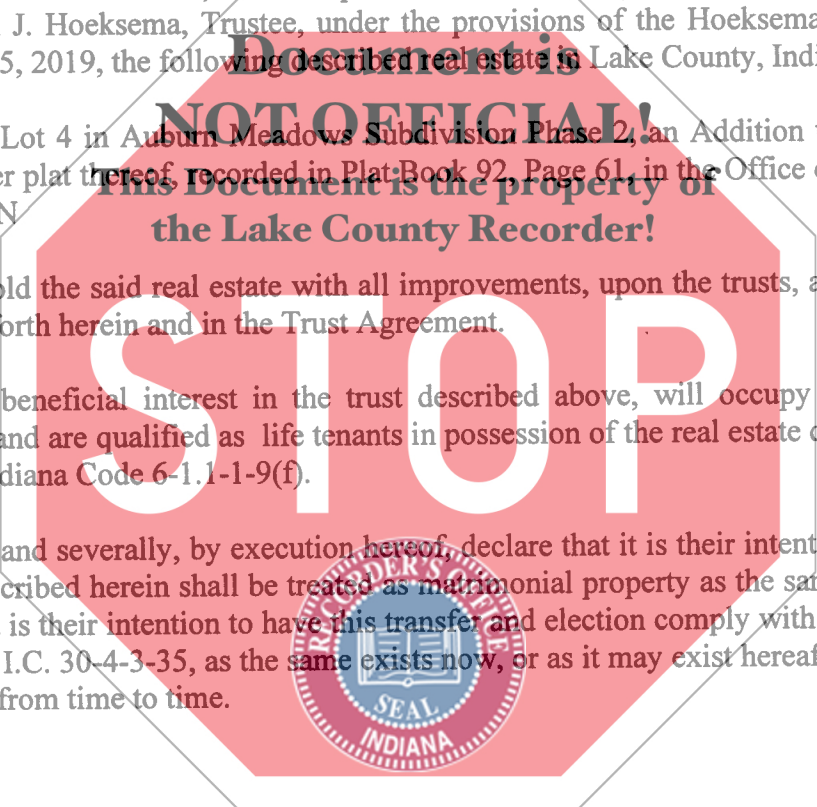 J. Hoeksema, Trustee, under the provisions of the Hoeksema
Document is
5, 2019, the following described real estate in Lake County, Indi
NOT OFFICIAL!
Lot 4 in Auburn Meadows Subdivision Phase 2, an Addition
er plat thereof, recorded in Plat Book 92, Page 61, in the Office
This Document is the property of
N
the Lake County Recorder!
old the said real estate with all improvements, upon the trusts, a
orth herein and in the Trust Agreement.
STOP
beneficial interest in the trust described above, will occupy
and are qualified as life tenants in possession of the real estate
diana Code 6-1.1-1-9(f).
and severally, by execution hereof, declare that it is their intent
cribed herein shall be treated as matrimonial property as the sa
is their intention to have this transfer and election comply with
I.C. 30-4-3-35, as the same exists now, or as it may exist hereaf
from time to time.
RECORDER'S OFFICE
SEAL
INDIANA